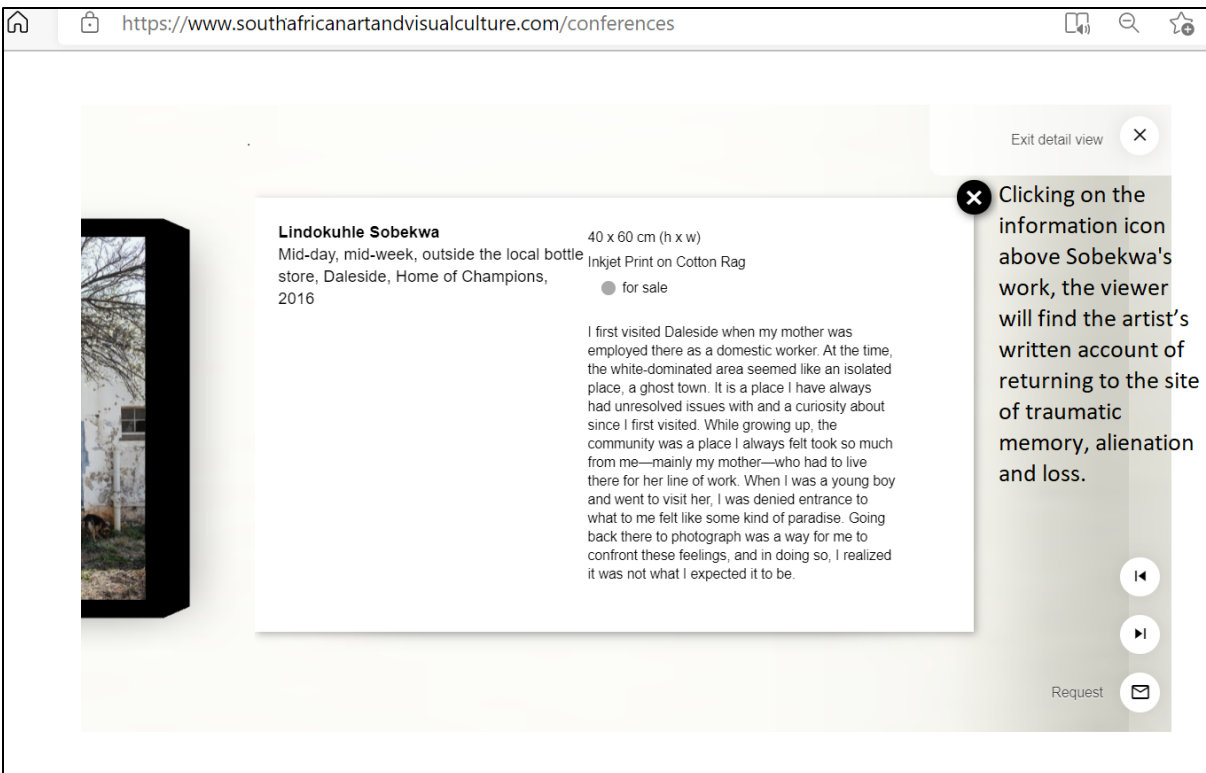 https://www.southafricanartandvisualculture.com/conferences
Exit detail view
Lindokuhle Sobekwa
Mid-day, mid-week, outside the local bottle
store, Daleside, Home of Champions,
2016
40 x 60 cm (h x w)
Inkjet Print on Cotton Rag
for sale
I first visited Daleside when my mother was
employed there as a domestic worker. At the time,
the white-dominated area seemed like an isolated
place, a ghost town. It is a place I have always
had unresolved issues with and a curiosity about
since I first visited. While growing up, the
community was a place I always felt took so much
from me—mainly my mother—who had to live
there for her line of work. When I was a young boy
and went to visit her, I was denied entrance to
what to me felt like some kind of paradise. Going
back there to photograph was a way for me to
confront these feelings, and in doing so, I realized
it was not what I expected it to be.
Clicking on the
information icon
above Sobekwa's
work, the viewer
will find the artist’s
written account of
returning to the site
of traumatic
memory, alienation
and loss.
Request